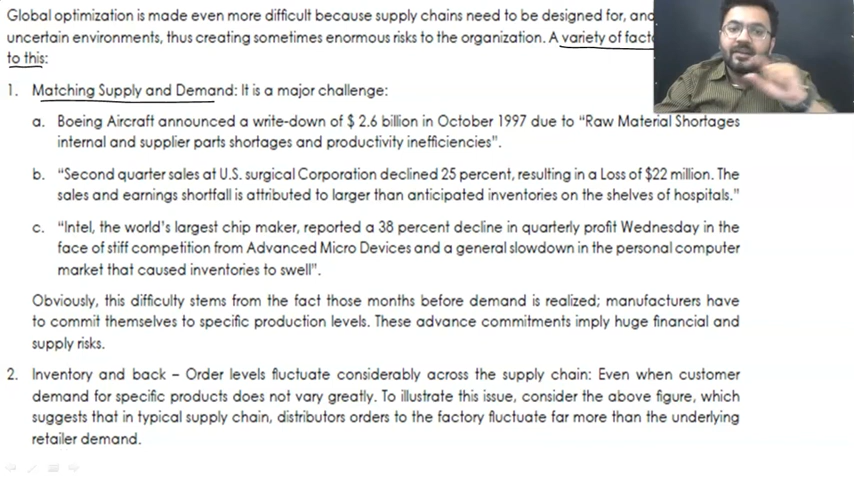 Global optimization is made even more difficult because supply chains need to be designed for, and
uncertain environments, thus creating sometimes enormous risks to the organization. A variety of
to this:
1. Matching Supply and Demand: It is a major challenge:
a. Boeing Aircraft announced a write-down of $ 2.6 billion in October 1997 due to “Raw Material Shortages
internal and supplier parts shortages and productivity inefficiencies”.
b. “Second quarter sales at U.S. surgical Corporation declined 25 percent, resulting in a Loss of $22 million. The
sales and earnings shortfall is attributed to larger than anticipated inventories on the shelves of hospitals.”
c. “Intel, the world’s largest chip maker, reported a 38 percent decline in quarterly profit Wednesday in the
face of stiff competition from Advanced Micro Devices and a general slowdown in the personal computer
market that caused inventories to swell”.
Obviously, this difficulty stems from the fact those months before demand is realized; manufacturers have
to commit themselves to specific production levels. These advance commitments imply huge financial and
supply risks.
2. Inventory and back – Order levels fluctuate considerably across the supply chain: Even when customer
demand for specific products does not vary greatly. To illustrate this issue, consider the above figure, which
suggests that in typical supply chain, distributors orders to the factory fluctuate far more than the underlying
retailer demand.